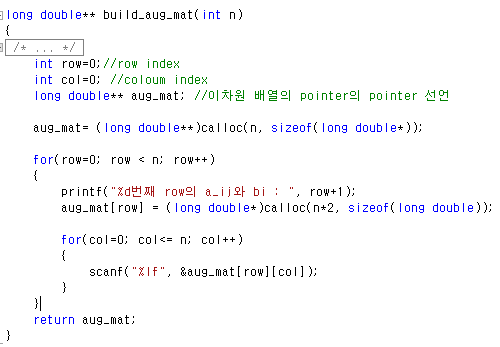 long double** build_aug_mat(int n)
{
/* ... */
int row=0;//row index
int col=0; //coloum index
long double** aug_mat; //이차원 배열의 pointer의 pointer 선언
aug_mat= (long double**)calloc(n, sizeof(long double*));
for(row=0; row < n; row++)
{
printf("%d번째 row의 a_ij와 bi : ", row+1);
aug_mat[row] = (long double*)calloc(n*2, sizeof(long double));
for(col=0; col<= n; col++)
{
scanf("%lf", &aug_mat[row][col]);
}
}
return aug_mat;
}